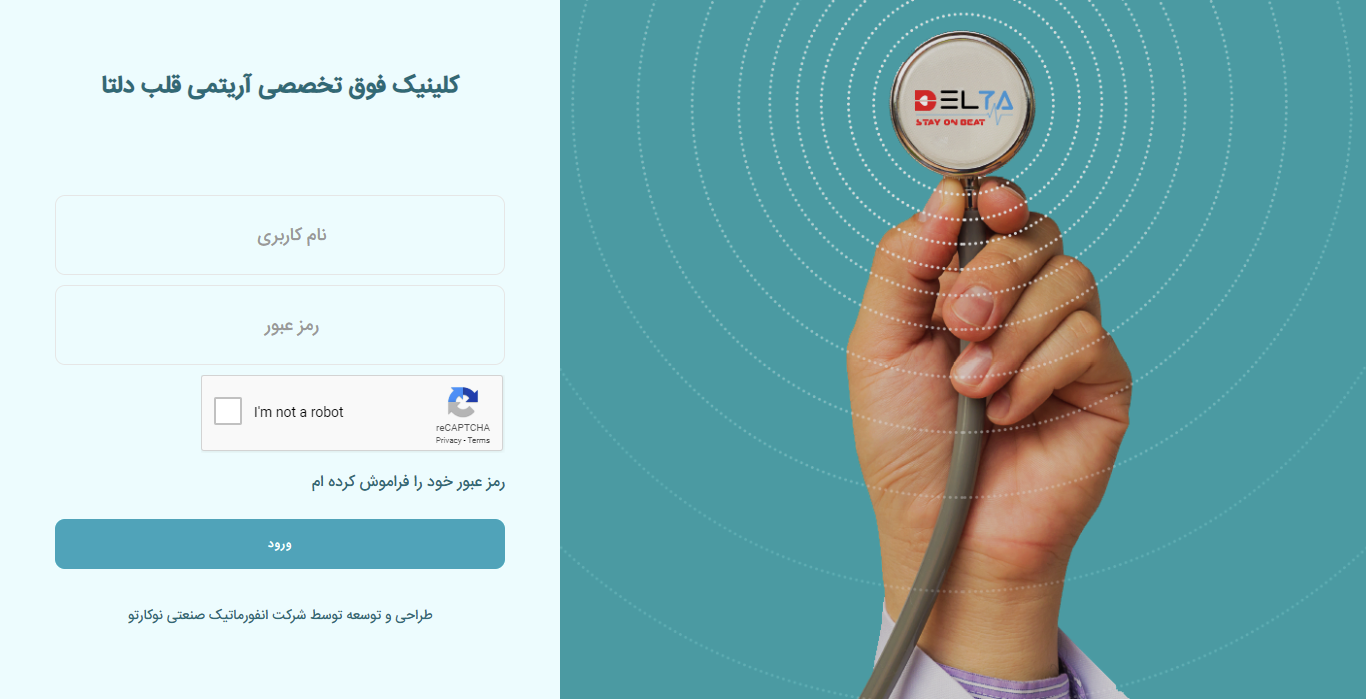 کلینیک فوق تخصصی آریتمی قلب دلتا
نام کاربری
رمز عبور
I'm not a robot
reCAPTCHA
Privacy - Terms
رمز عبور خود را فراموش کرده ام
ورود
طراحی و توسعه توسط شرکت انفورماتیک صنعتی نوکارتو
DELTA
STAY ON BEAT